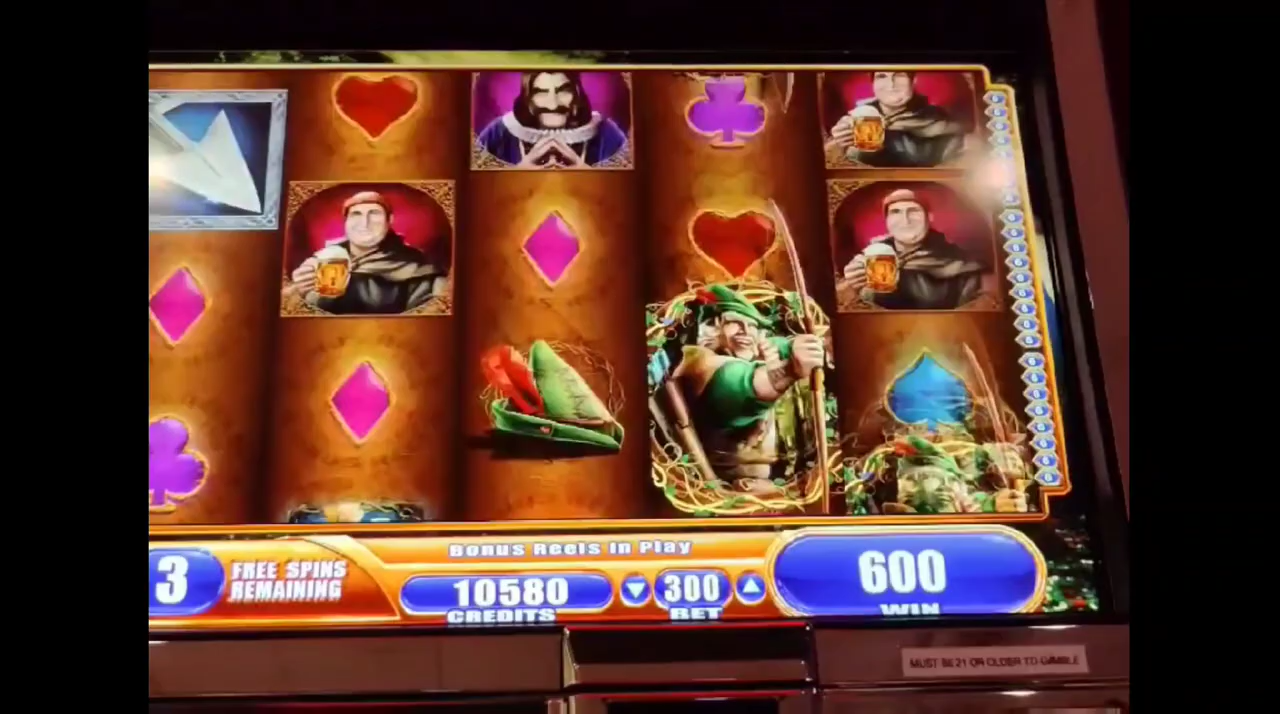 BONUS REELS IN PLAY
3
FREE SPINS
REMAINING
10580
CREDITS
300
BET
600
WIN
MUST BE 21 OR OLDER TO GAMBLE